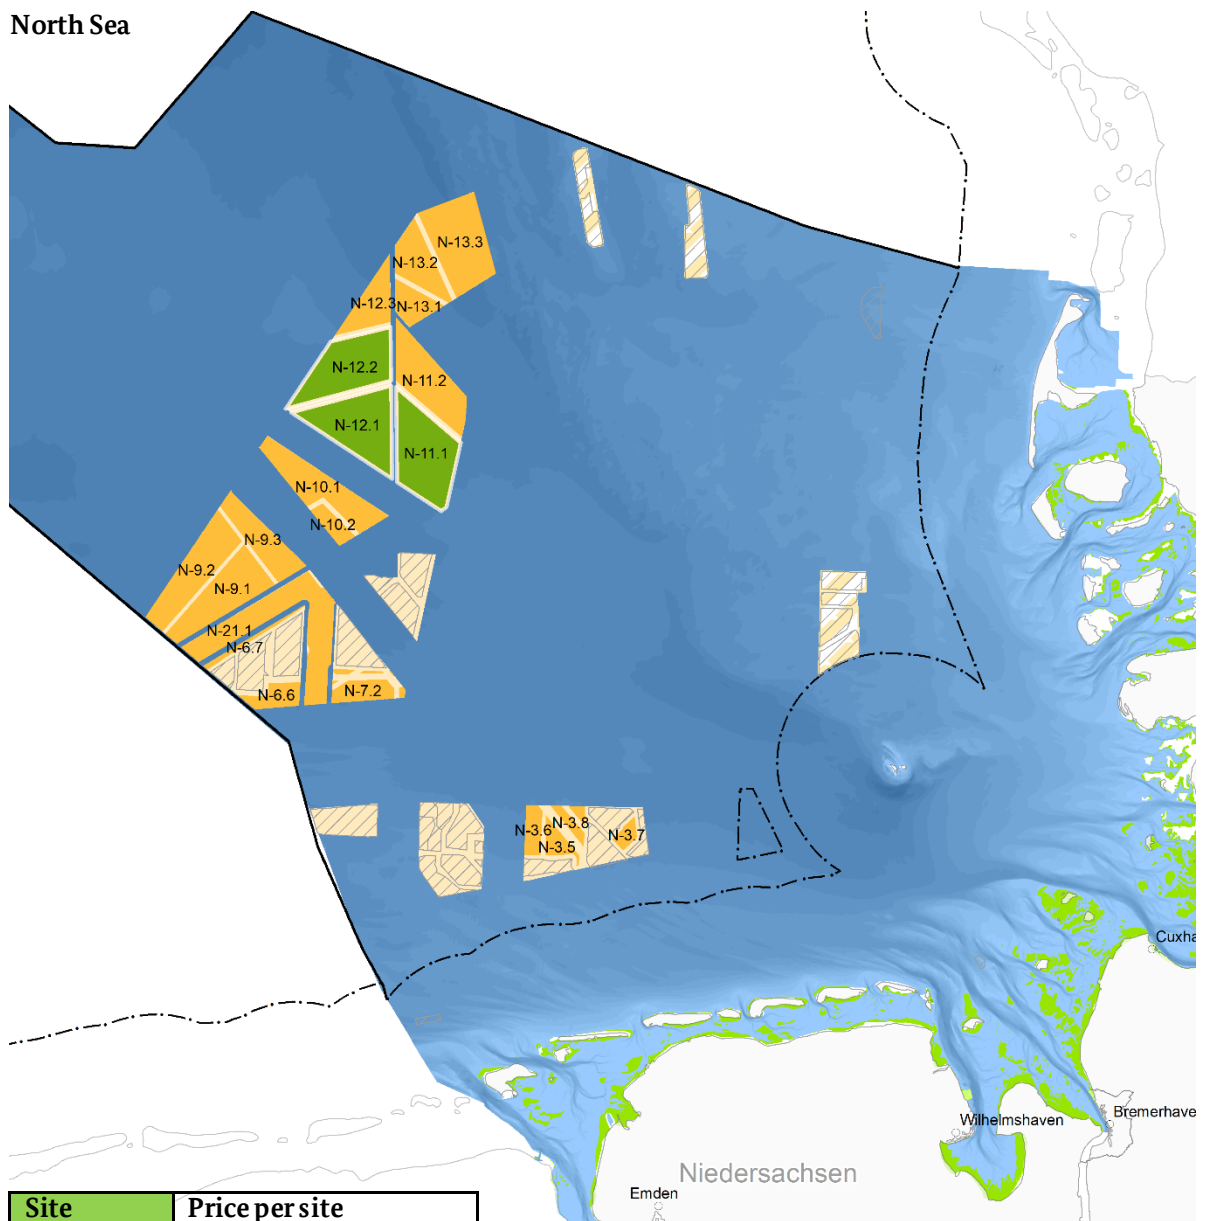 North Sea
N-13.3
N-13.2
N-12.3
N-13.1
N-12.2
N-11.2
N-12.1
N-11.1
N-10.1
N-10.2
N-9.3
N-9.2
N-9.1
N-21.1
N-6.7
N-6.6
N-7.2
N-3.8
N-3.6
N-3.7
N-3.5
Cuxha
Bremerhave
Wilhelmshaven
Niedersachsen
Emden
Site Price per site